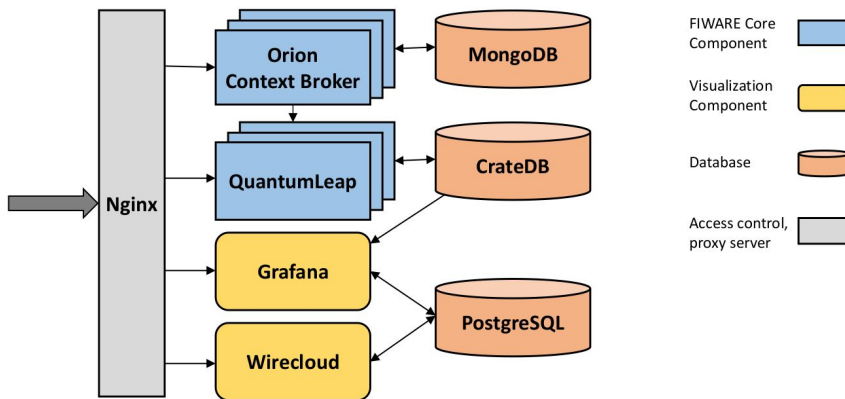 Orion
Context Broker
MongoDB
QuantumLeap
CrateDB
Nginx
Grafana
PostgreSQL
Wirecloud
FIWARE Core
Component
Visualization
Component
Database
Access control,
proxy server